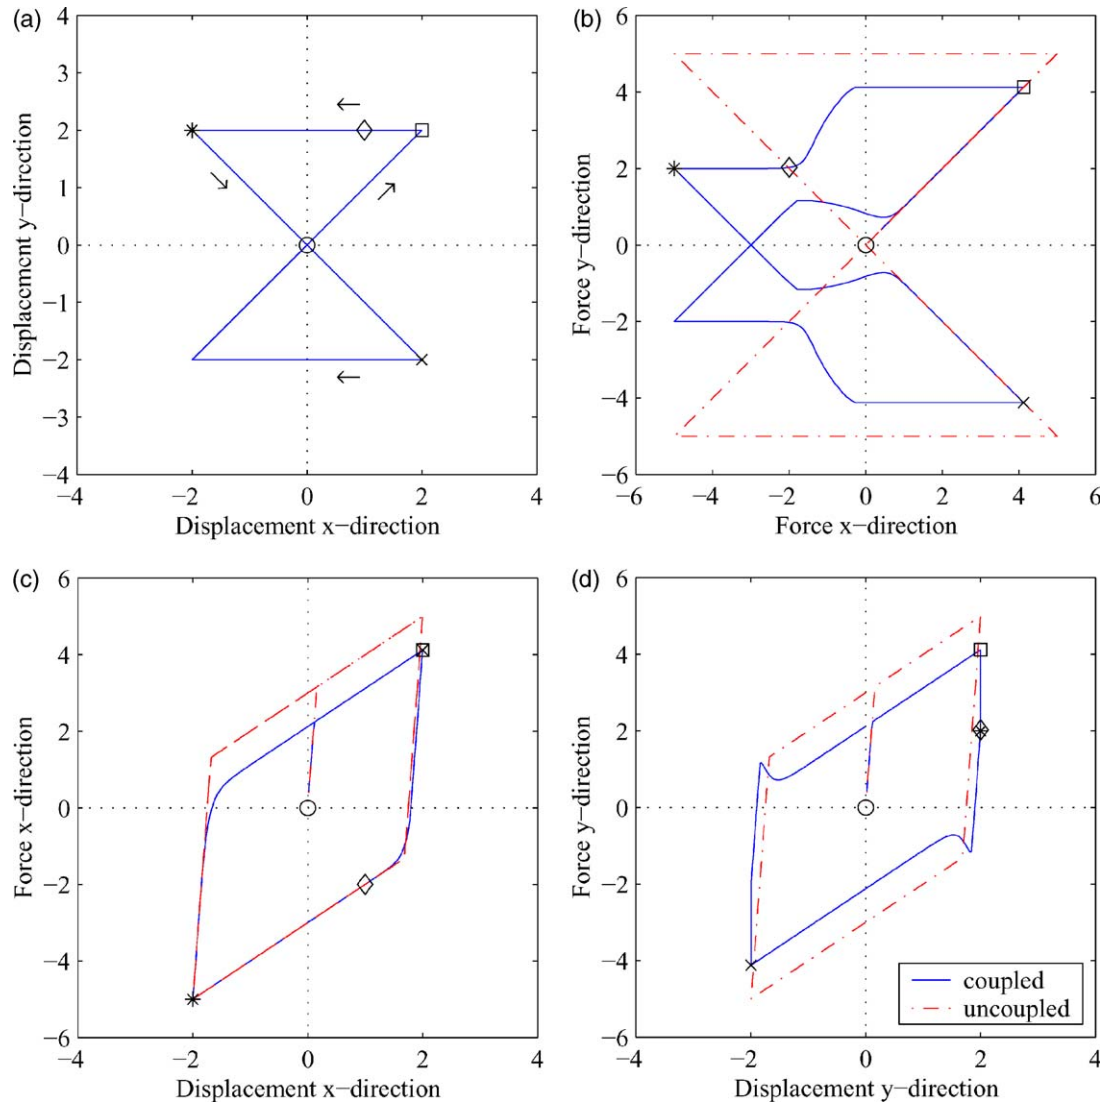 (a)
4
3
2
1
0
−1
−2
−3
−4
−4 −2 0 2 4
Displacement x−direction
Displacement y−direction
(b)
6
4
2
0
−2
−4
−6
−6 −4 −2 0 2 4 6
Force x−direction
Force y−direction
(c)
6
4
2
0
−2
−4
−6
−4 −2 0 2 4
Displacement x−direction
Force x−direction
(d)
6
4
2
0
−2
−4
−6
−4 −2 0 2 4
Displacement y−direction
Force y−direction
coupled
uncoupled